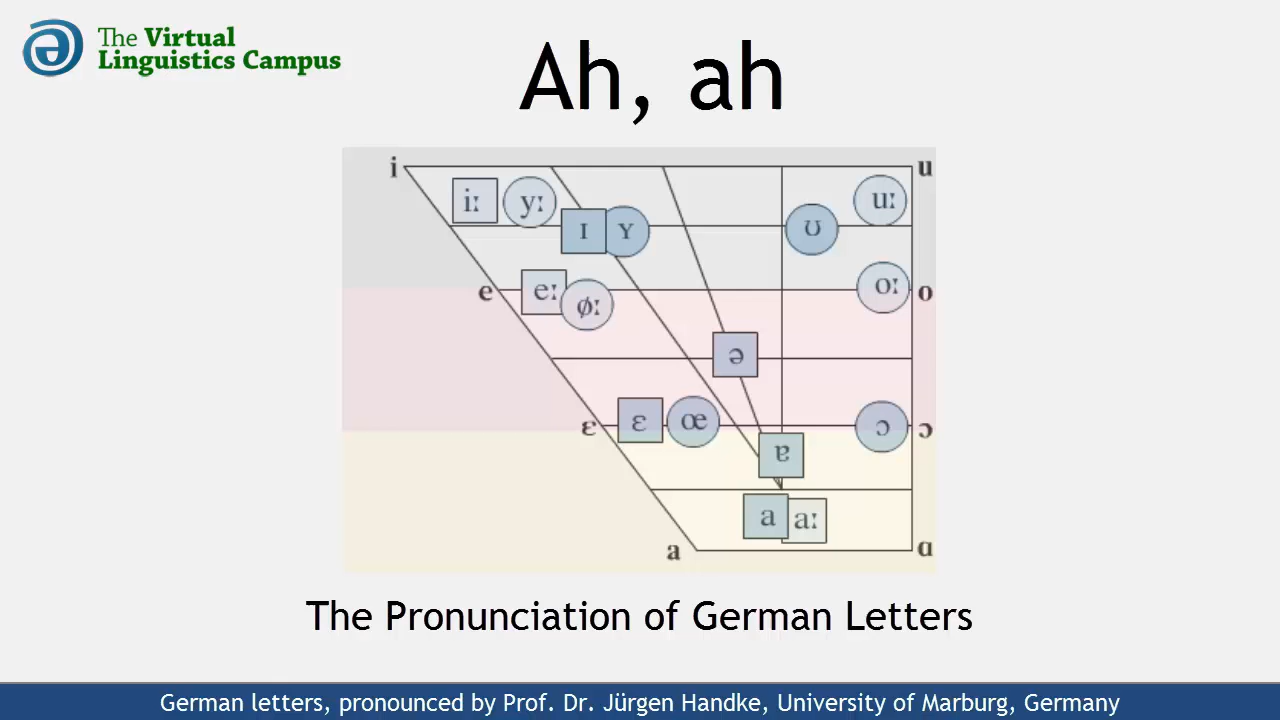 The Virtual
Linguistics Campus
Ah, ah
i u
iː yː uː
ɪ ʏ ʊ
e eː øː oː o
ə
ɛ ɛ œ ɔ ɔ
ɐ
a aː
a ɑ
The Pronunciation of German Letters
German letters, pronounced by Prof. Dr. Jürgen Handke, University of Marburg, Germany